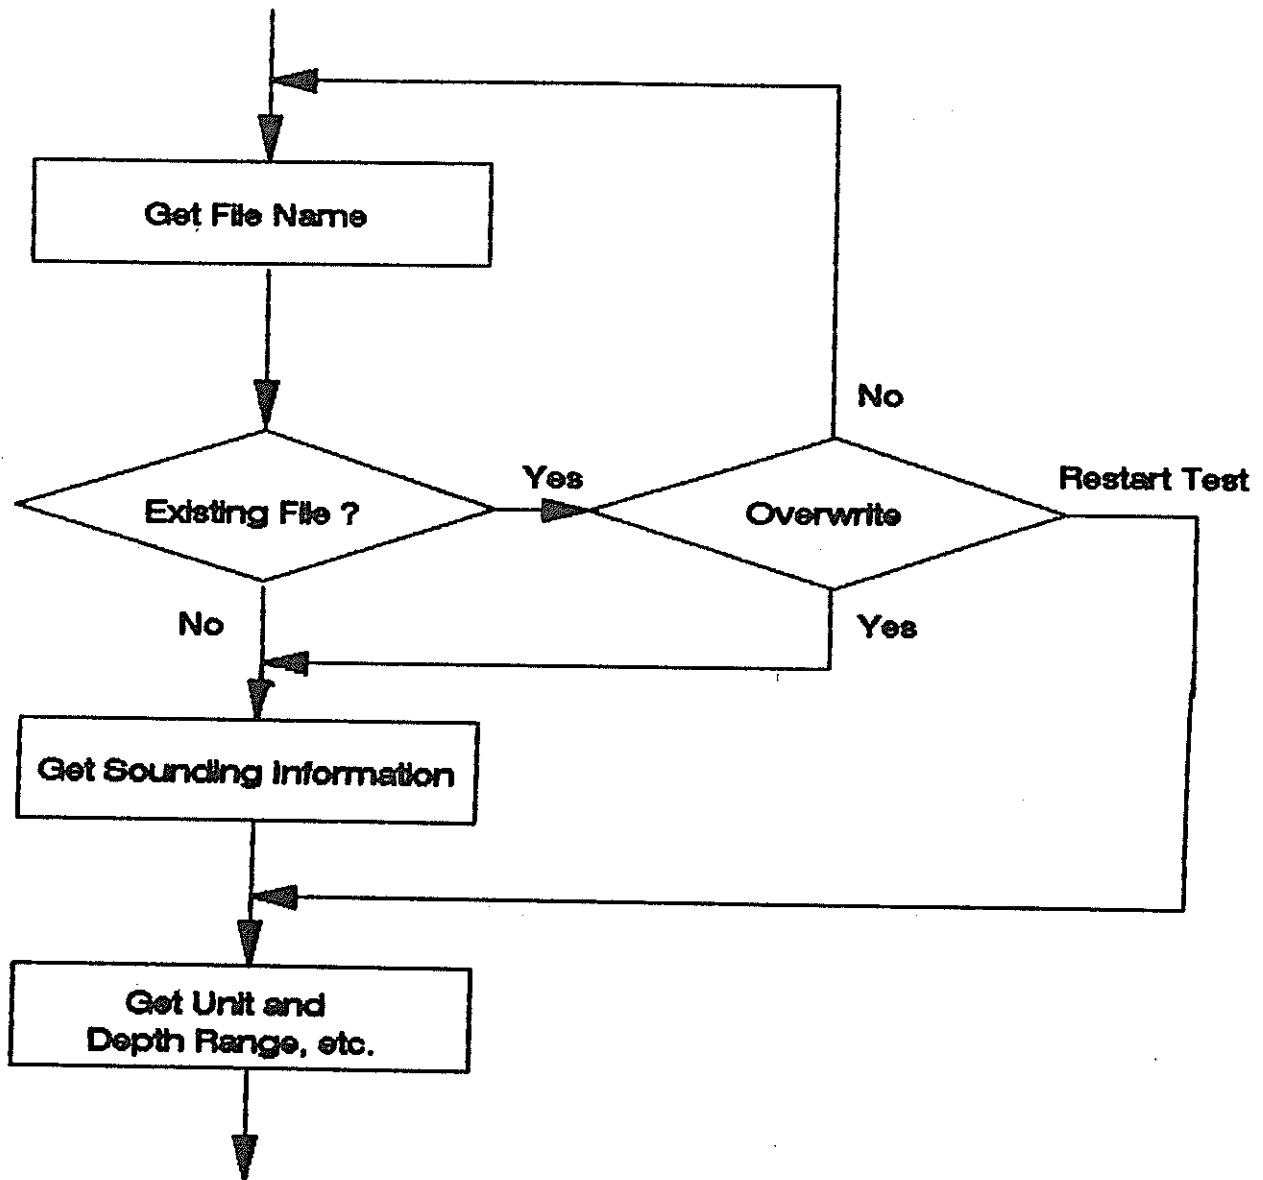 Get File Name
No
Yes
Restart Test
Existing File ?
Overwrite
No
Yes
Get Sounding Information
Get Unit and
Depth Range, etc.